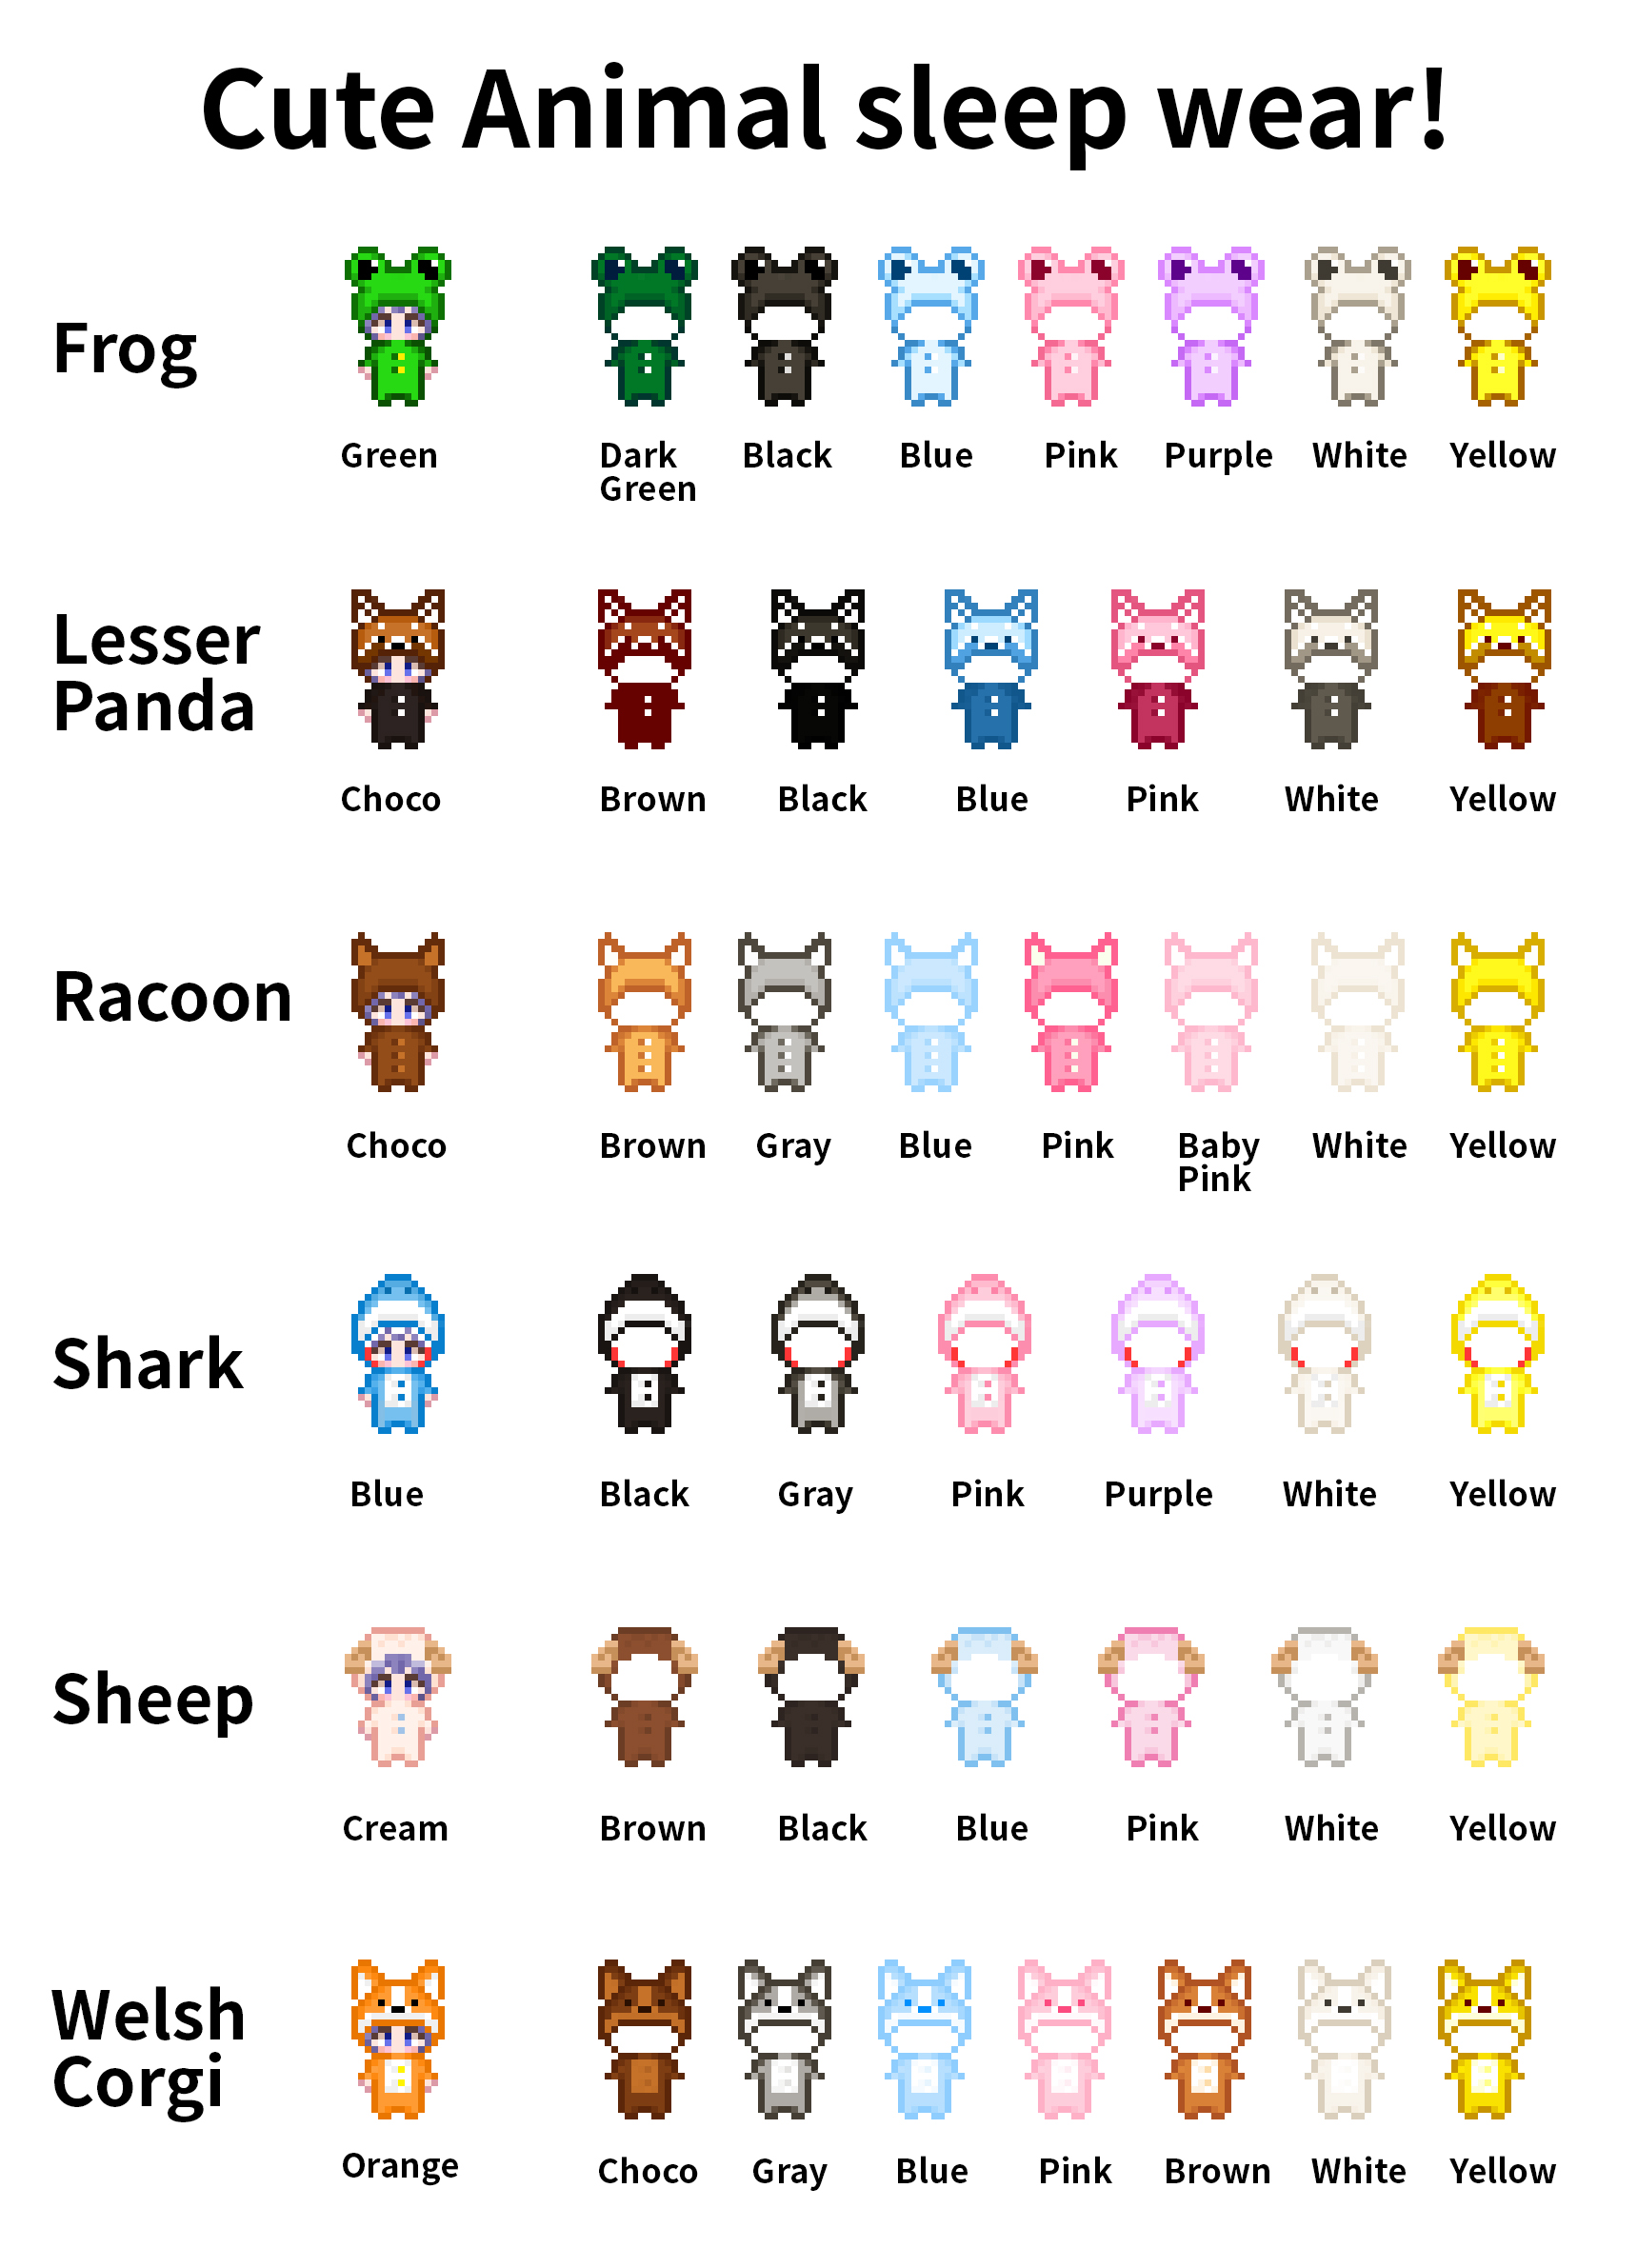 Cute Animal sleep wear!
Frog
Green
Dark
Green
Black
Blue
Pink
Purple
White
Yellow
Lesser
Panda
Choco
Brown
Black
Blue
Pink
White
Yellow
Racoon
Choco
Brown
Gray
Blue
Pink
Baby
Pink
White
Yellow
Shark
Blue
Black
Gray
Pink
Purple
White
Yellow
Sheep
Cream
Brown
Black
Blue
Pink
White
Yellow
Welsh
Corgi
Orange
Choco
Gray
Blue
Pink
Brown
White
Yellow